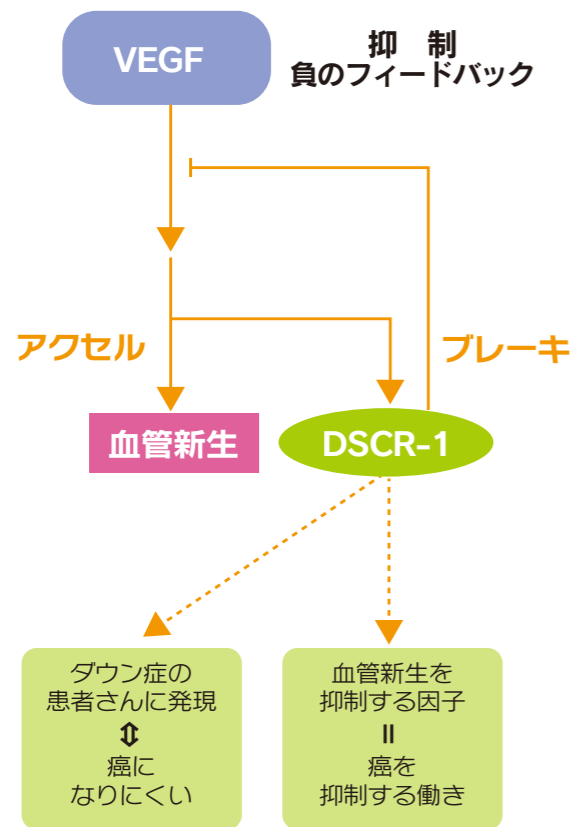 VEGF
抑 制
負のフィードバック
アクセル
ブレーキ
血管新生
DSCR-1
ダウン症の
患者さんに発現
⇕
癌に
なりにくい
血管新生を
抑制する因子
=
癌を
抑制する働き